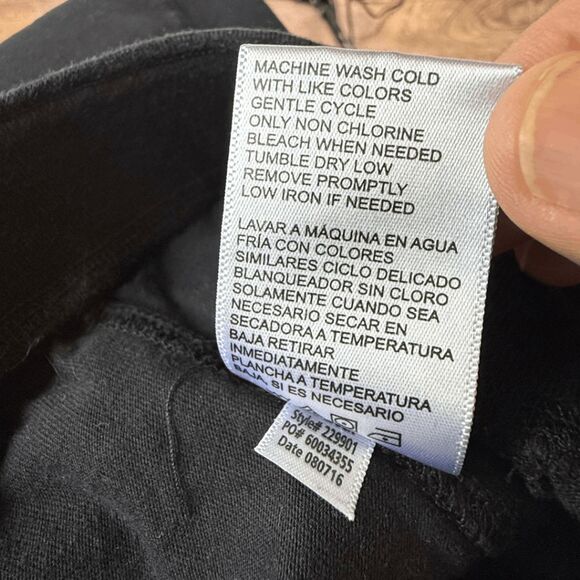 MACHINE WASH COLD
WITH LIKE COLORS
GENTLE CYCLE
ONLY NON CHLORINE
BLEACH WHEN NEEDED
TUMBLE DRY LOW
REMOVE PROMPTLY
LOW IRON IF NEEDED
LAVAR A MÁQUINA EN AGUA
FRÍA CON COLORES
SIMILARES CICLO DELICADO
BLANQUEADOR SIN CLORO
SOLAMENTE CUANDO SEA
NECESARIO SECAR EN
SECADORA A TEMPERATURA
BAJA RETIRAR
INMEDIATAMENTE
PLANCHA A TEMPERATURA
BAJA, SI ES NECESARIO
Style# 229901
PO# 60034355
Date 080716